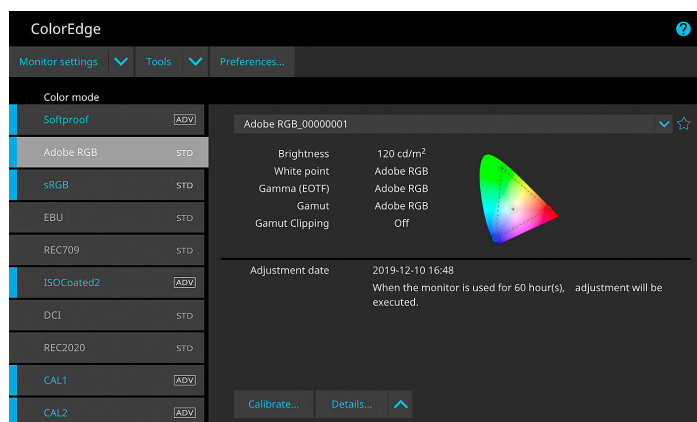 ColorEdge
?
Monitor settings Tools Preferences...
Color mode
Softproof ADV
Adobe RGB STD
sRGB STD
EBU STD
REC709 STD
ISOCoated2 ADV
DCI STD
REC2020 STD
CAL1 ADV
CAL2 ADV
Adobe RGB_00000001
Brightness 120 cd/m²
White point Adobe RGB
Gamma (EOTF) Adobe RGB
Gamut Adobe RGB
Gamut Clipping Off
Adjustment date 2019-12-10 16:48
When the monitor is used for 60 hour(s), adjustment will be
executed.
Calibrate... Details...